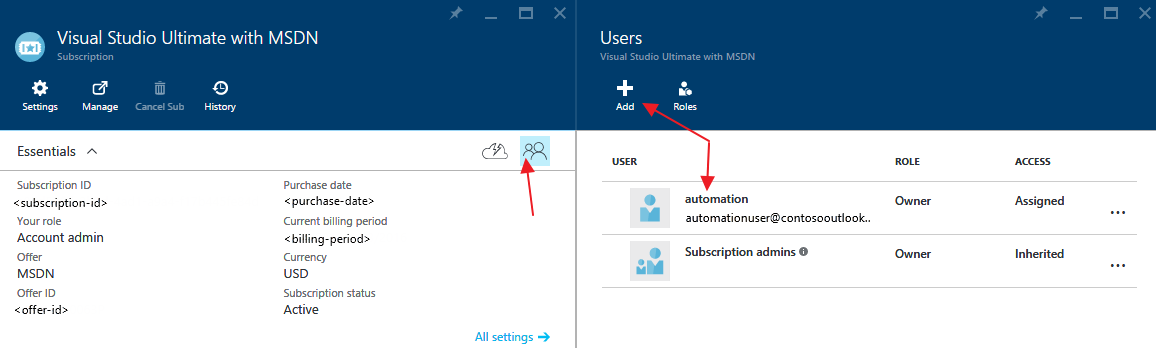 Visual Studio Ultimate with MSDN
Subscription
Settings Manage Cancel Sub History
Essentials
Subscription ID Purchase date
<subscription-id> <purchase-date>
Your role Current billing period
Account admin <billing-period>
Offer Currency
MSDN USD
Offer ID Subscription status
<offer-id> Active
All settings
Users
Visual Studio Ultimate with MSDN
Add Roles
USER ROLE ACCESS
automation Owner Assigned
automationuser@contosooutlook..
Subscription admins Owner Inherited